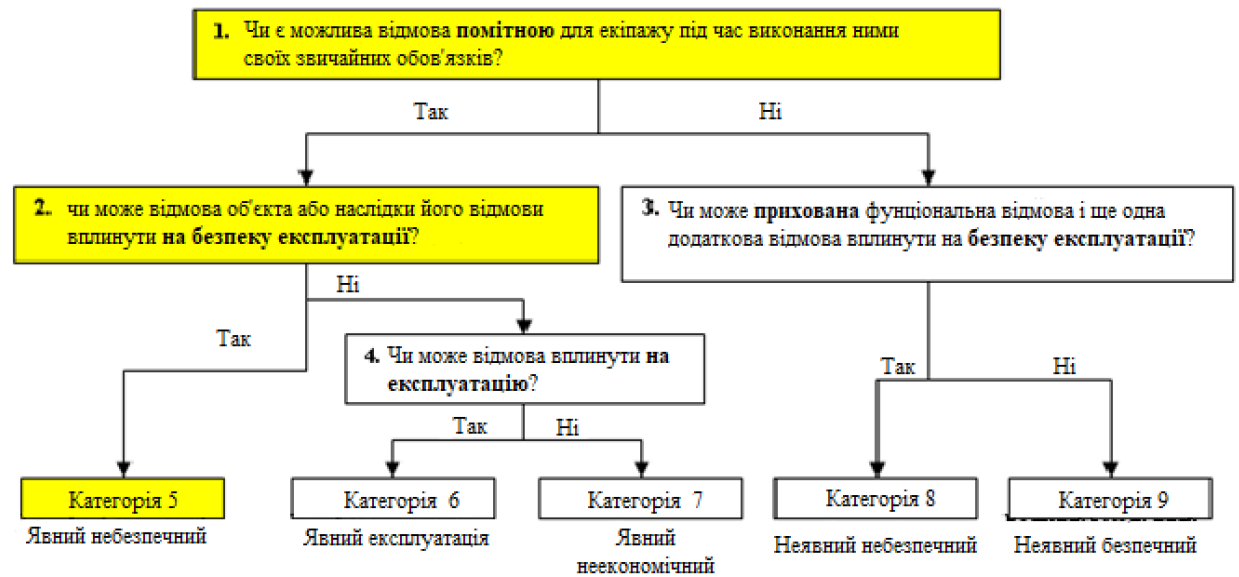 1. Чи є можлива відмова помітною для екіпажу під час виконання ними
своїх звичайних обов'язків?
Так
Ні
2. чи може відмова об'єкта або наслідки його відмови
вплинути на безпеку експлуатації?
3. Чи може прихована фунціональна відмова і ще одна
додаткова відмова вплинути на безпеку експлуатації?
Ні
Так
4. Чи може відмова вплинути на
експлуатацію?
Так
Ні
Так
Ні
Категорія 5
Категорія 6
Категорія 7
Категорія 8
Категорія 9
Явний небезпечний
Явний експлуатація
Явний
неекономічний
Неявний небезпечний
Неявний безпечний